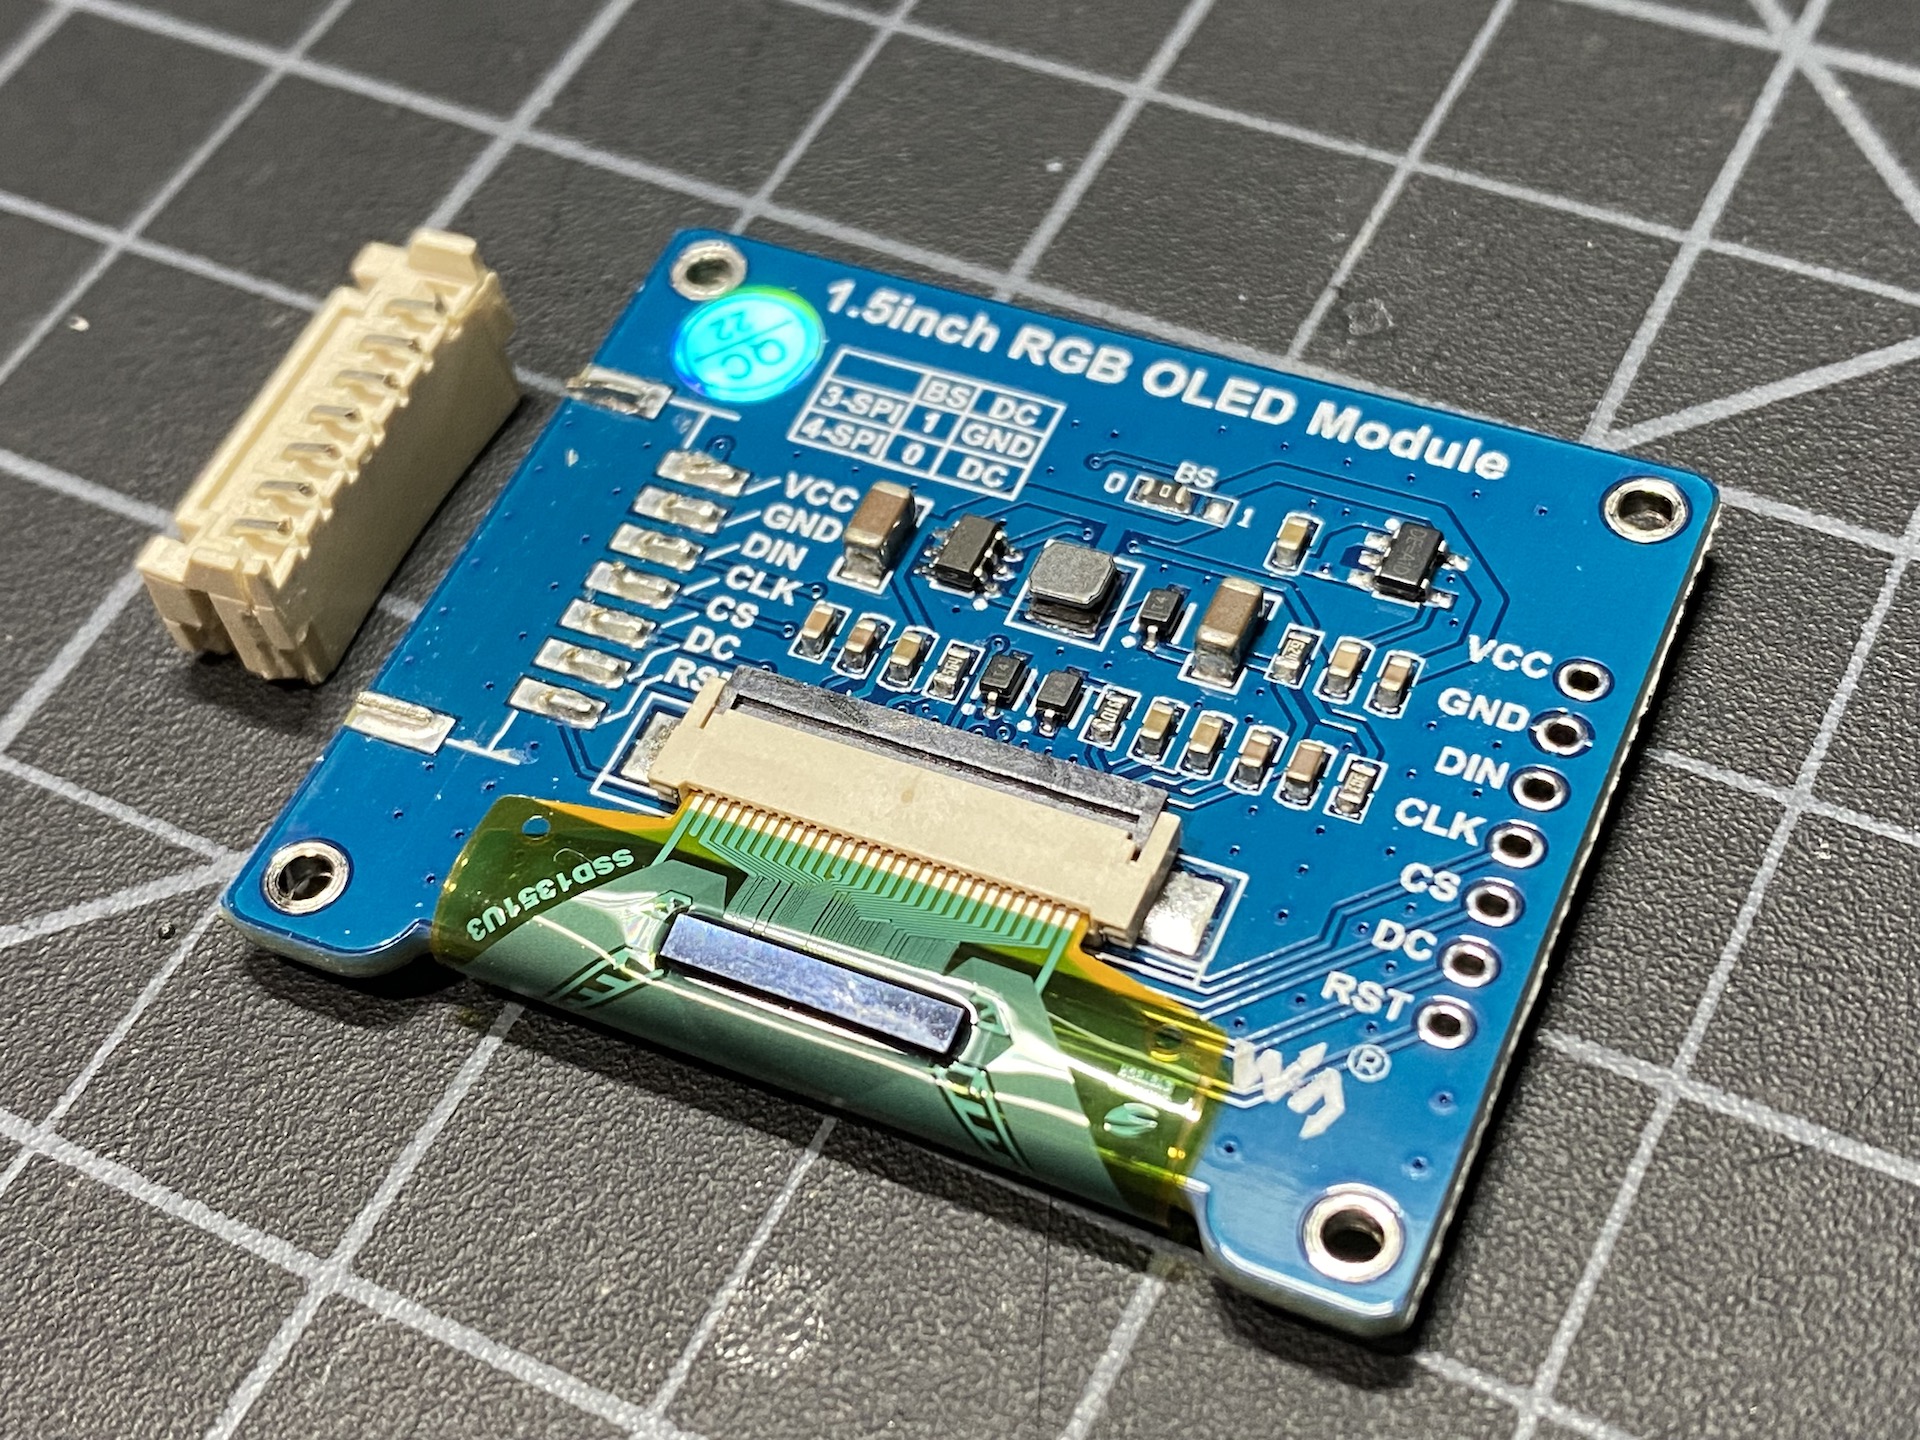 1.5inch RGB OLED Module
QC
22
BS DC
3-SPI 1 GND
4-SPI 0 DC
BS
0 1
VCC
GND
DIN
CLK
CS
DC
VCC
GND
DIN
CLK
CS
DC
RST
SSD1351U3
®